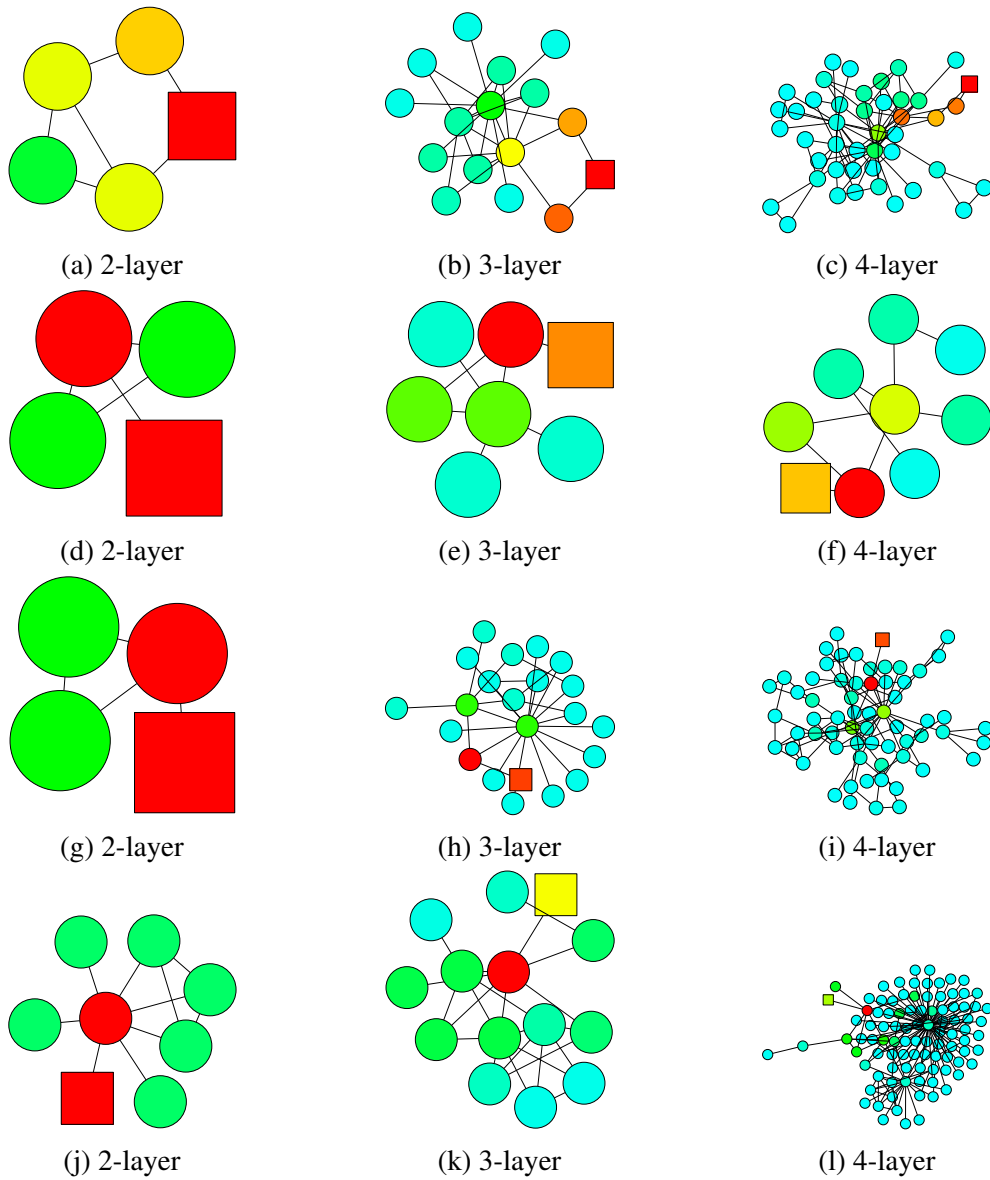 (a) 2-layer
(b) 3-layer
(c) 4-layer
(d) 2-layer
(e) 3-layer
(f) 4-layer
(g) 2-layer
(h) 3-layer
(i) 4-layer
(j) 2-layer
(k) 3-layer
(l) 4-layer